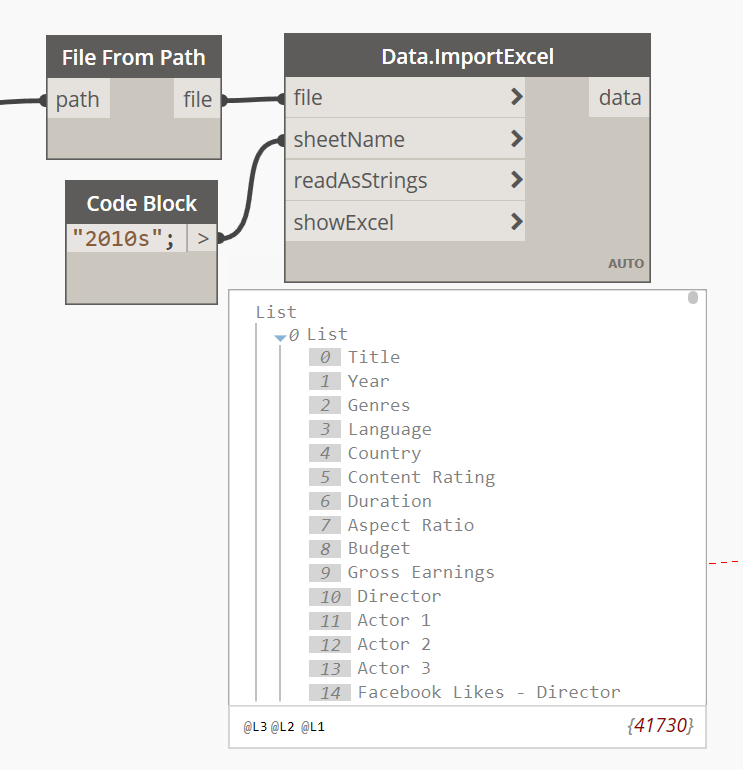 File From Path
path file
Data.ImportExcel
file > data
sheetName >
readAsStrings >
showExcel >
AUTO
Code Block
"2010s"; >
List
0 List
0 Title
1 Year
2 Genres
3 Language
4 Country
5 Content Rating
6 Duration
7 Aspect Ratio
8 Budget
9 Gross Earnings
10 Director
11 Actor 1
12 Actor 2
13 Actor 3
14 Facebook Likes - Director
@L3 @L2 @L1 {41730}